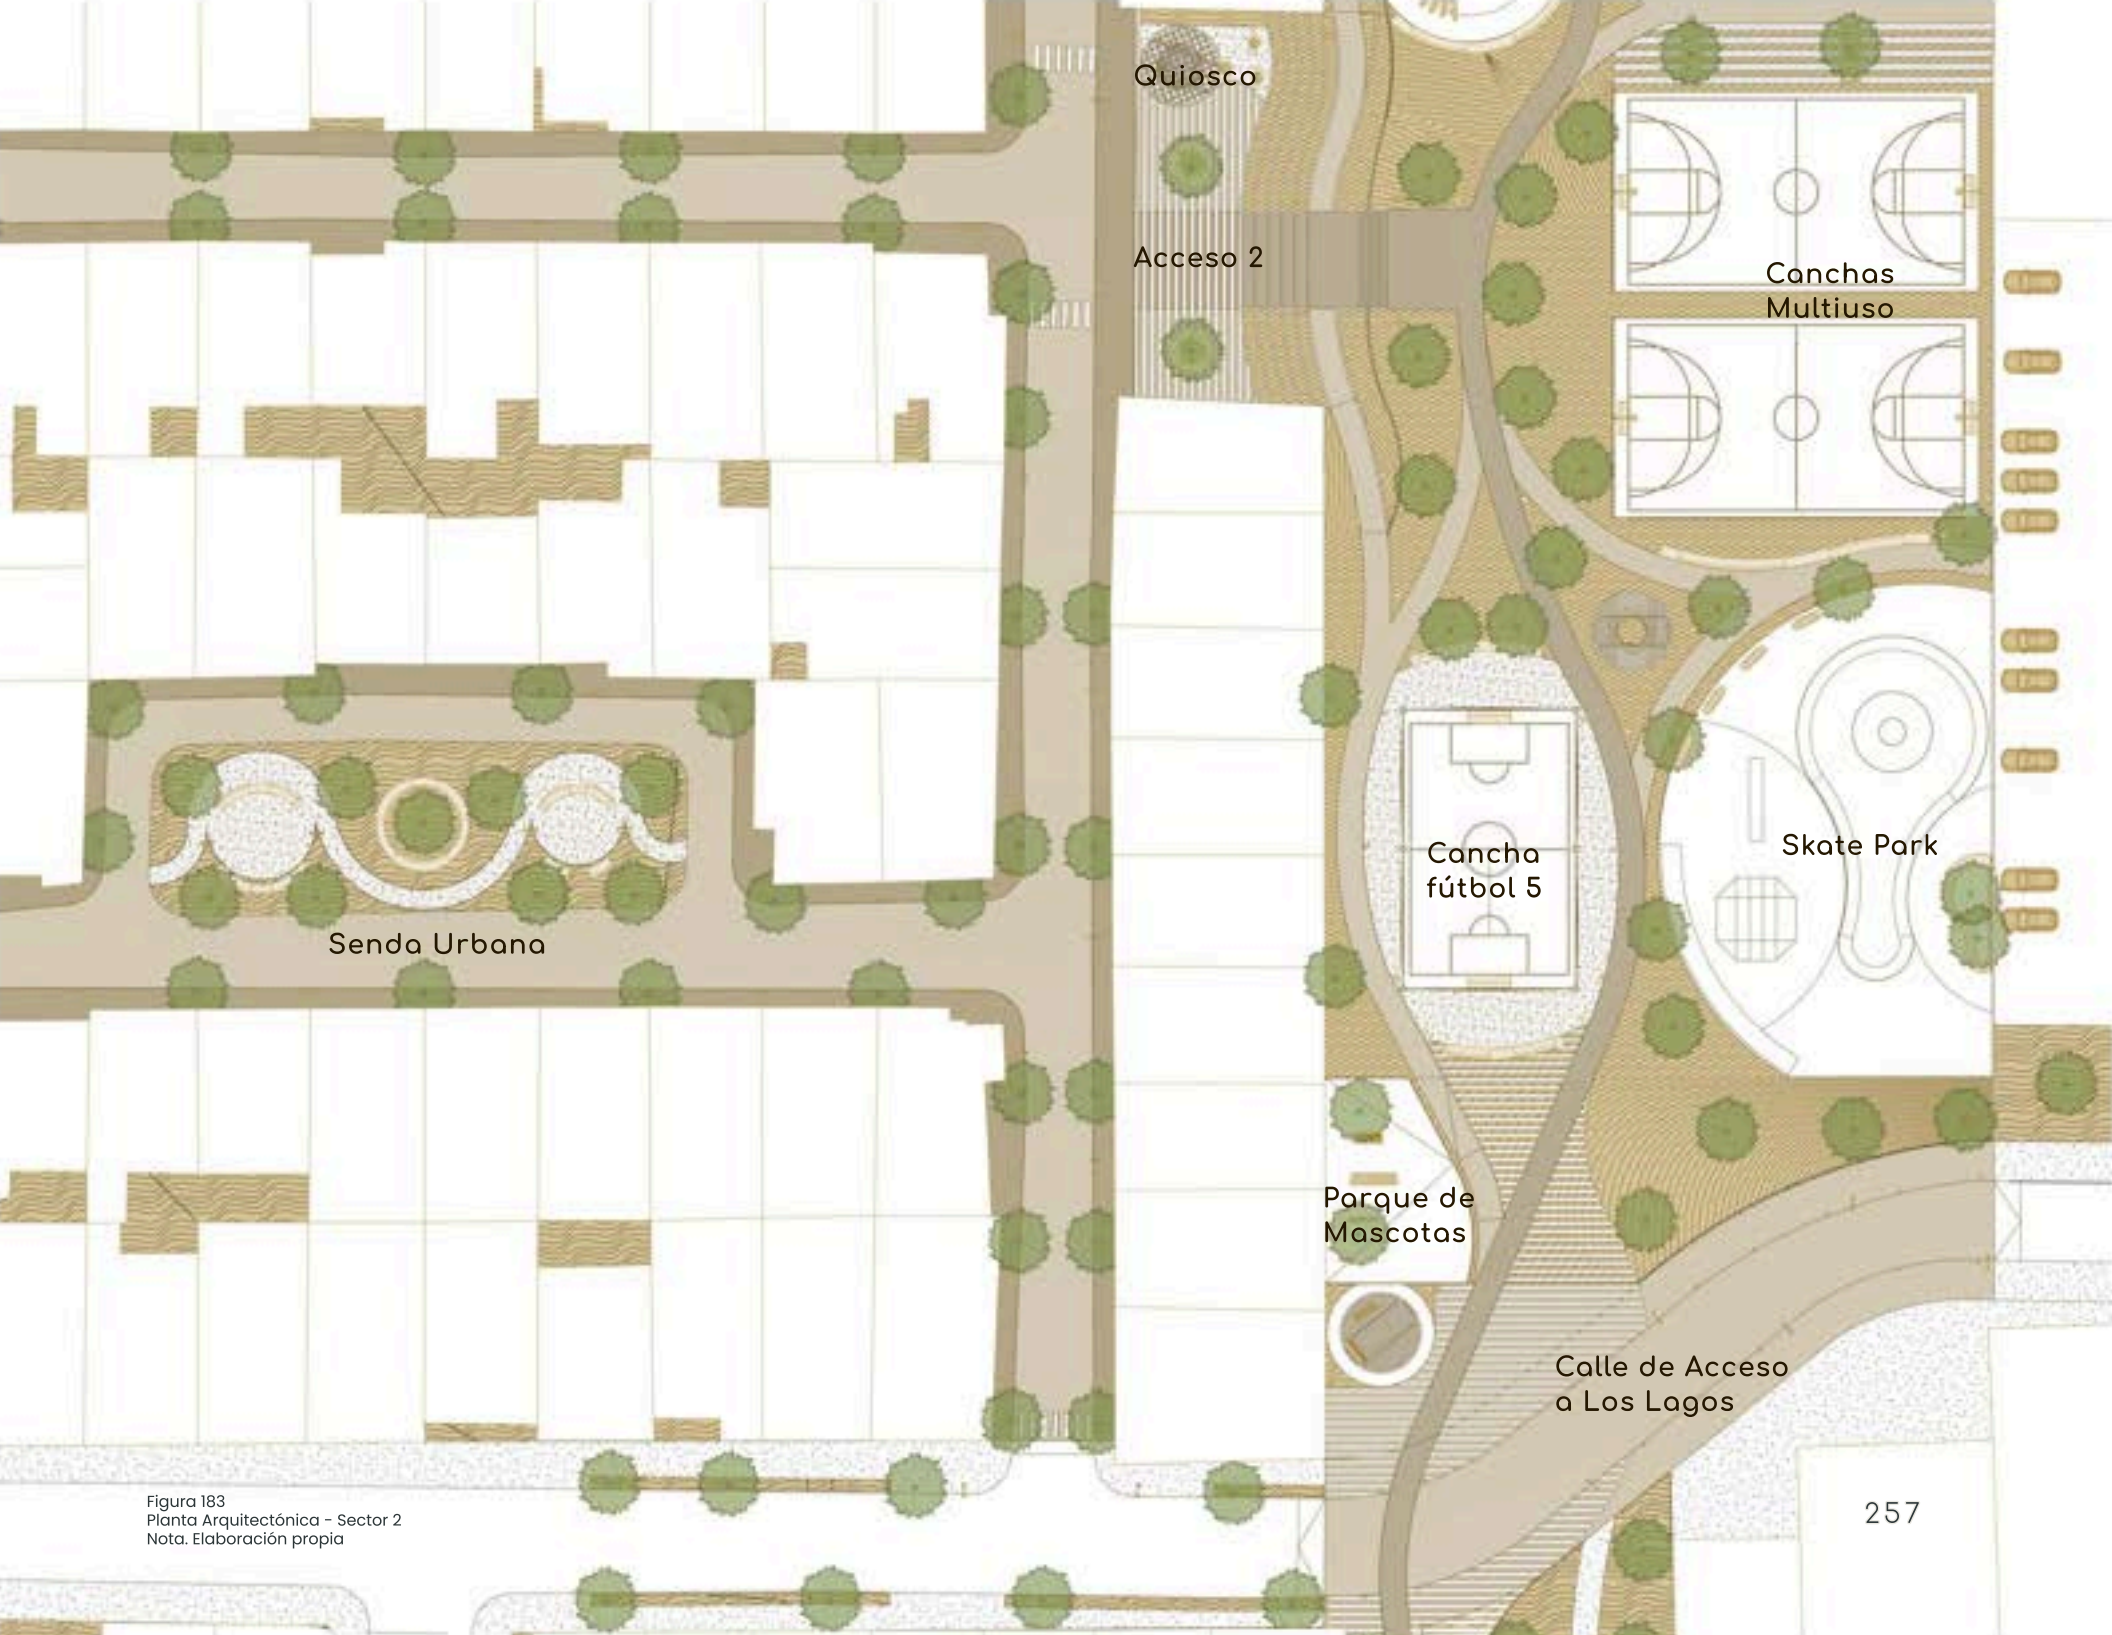 Quiosco
Acceso 2
Canchas
Multiuso
Cancha
fútbol 5
Skate Park
Senda Urbana
Parque de
Mascotas
Calle de Acceso
a Los Lagos
Figura 183
Planta Arquitectónica - Sector 2
Nota. Elaboración propia
257